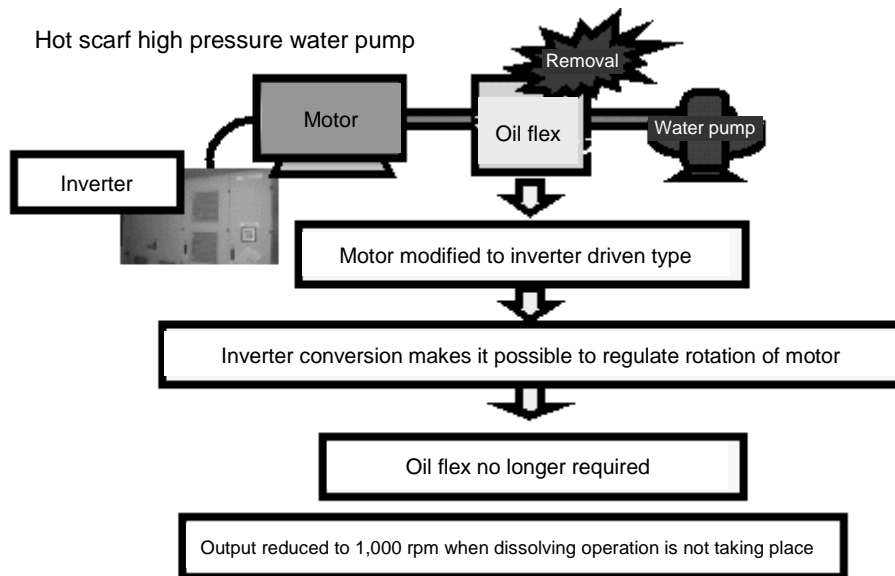 Hot scarf high pressure water pump
Removal
Motor
Oil flex
Water pump
Inverter
Motor modified to inverter driven type
Inverter conversion makes it possible to regulate rotation of motor
Oil flex no longer required
Output reduced to 1,000 rpm when dissolving operation is not taking place